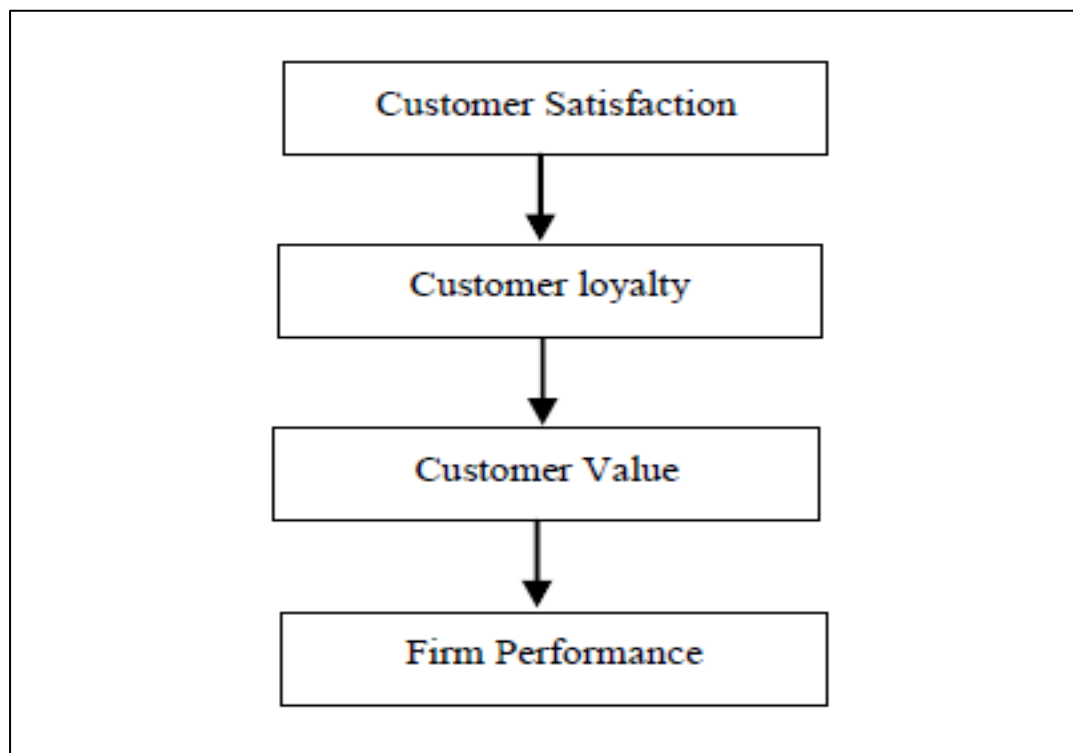 Customer Satisfaction
Customer loyalty
Customer Value
Firm Performance